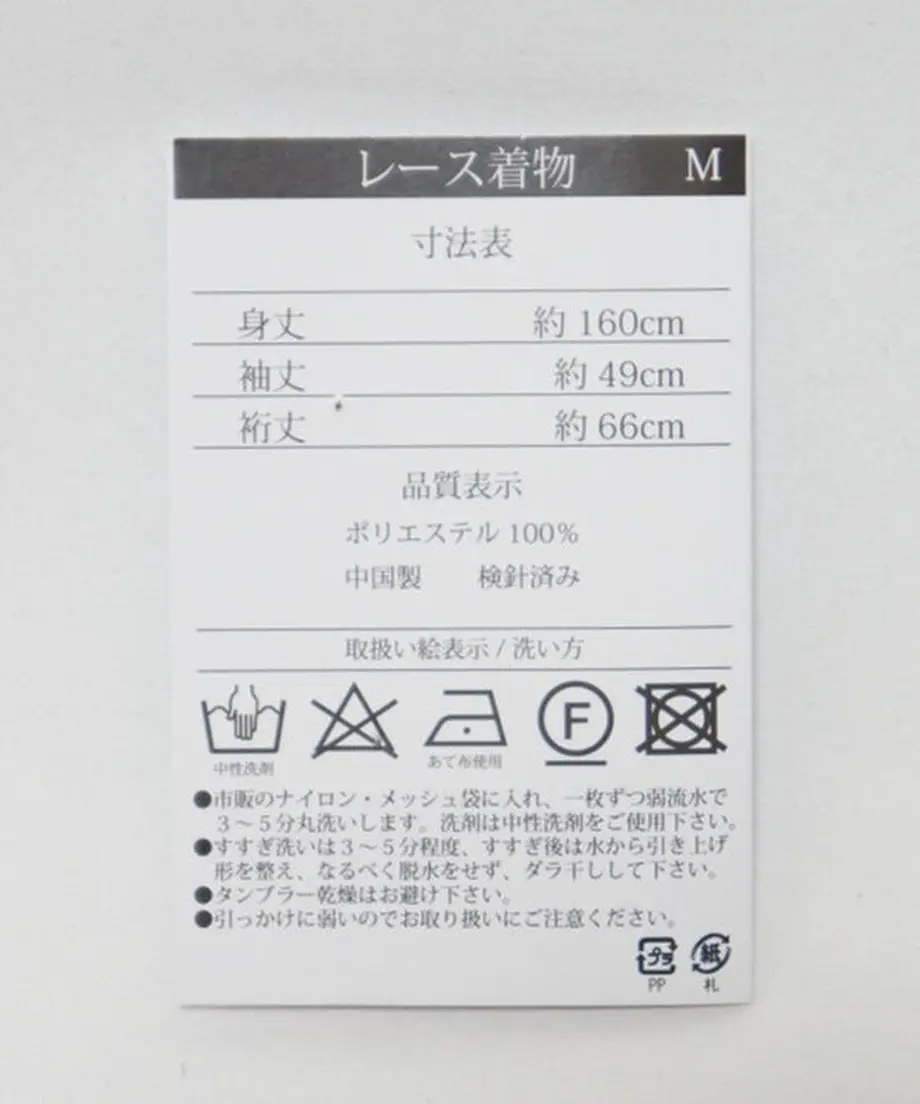 レース着物 M
寸法表
身丈 約 160cm
袖丈 約 49cm
裄丈 約 66cm
品質表示
ポリエステル 100%
中国製 検針済み
取扱い絵表示 / 洗い方
F
中性洗剤 あて布使用
●市販のナイロン・メッシュ袋に入れ、一枚ずつ弱流水で
3～5分丸洗いします。洗剤は中性洗剤をご使用下さい。
●すすぎ洗いは3～5分程度、すすぎ後は水から引き上げ
形を整え、なるべく脱水をせず、ダラ干しして下さい。
●タンブラー乾燥はお避け下さい。
●引っかけに弱いのでお取り扱いにご注意ください。
プラ 紙
PP 札